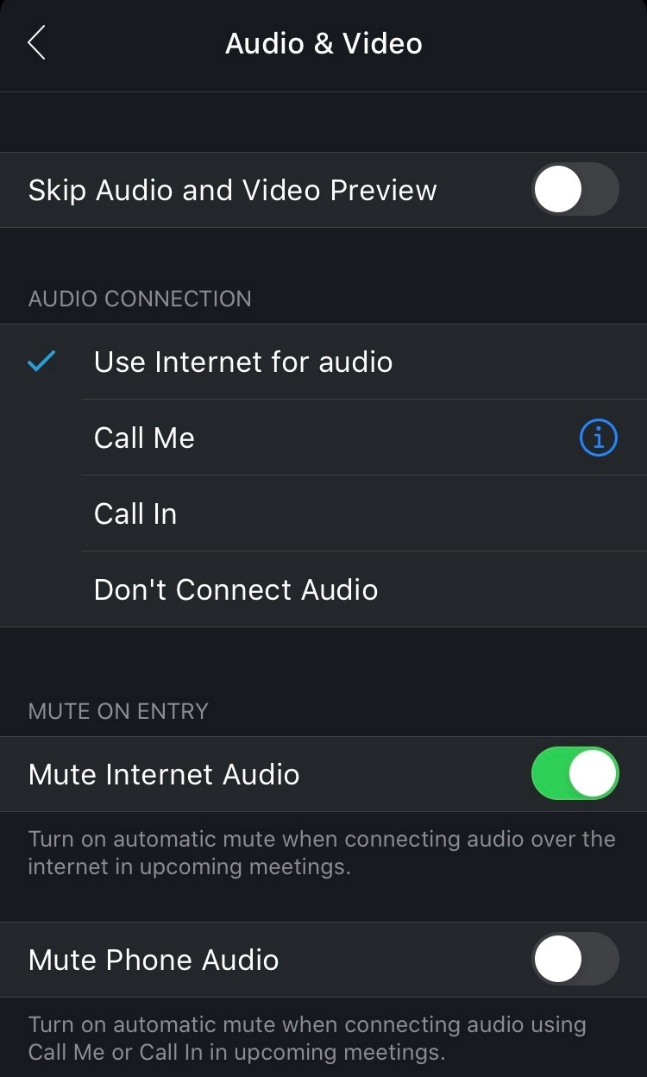 Audio & Video
Skip Audio and Video Preview
AUDIO CONNECTION
Use Internet for audio
Call Me
Call In
Don't Connect Audio
MUTE ON ENTRY
Mute Internet Audio
Turn on automatic mute when connecting audio over the
internet in upcoming meetings.
Mute Phone Audio
Turn on automatic mute when connecting audio using
Call Me or Call In in upcoming meetings.